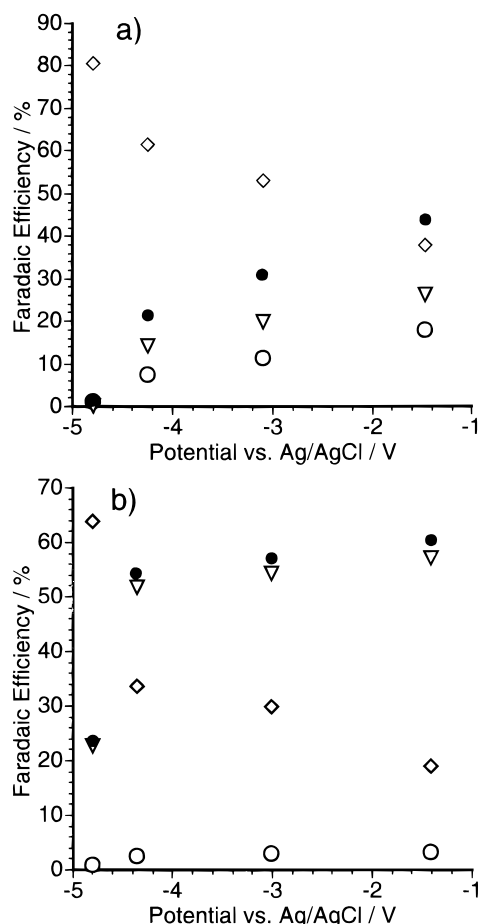 a)
Faradaic Efficiency / %
90
80
70
60
50
40
30
20
10
0
-5 -4 -3 -2 -1
Potential vs. Ag/AgCl / V
b)
Faradaic Efficiency / %
70
60
50
40
30
20
10
0
-5 -4 -3 -2 -1
Potential vs. Ag/AgCl / V